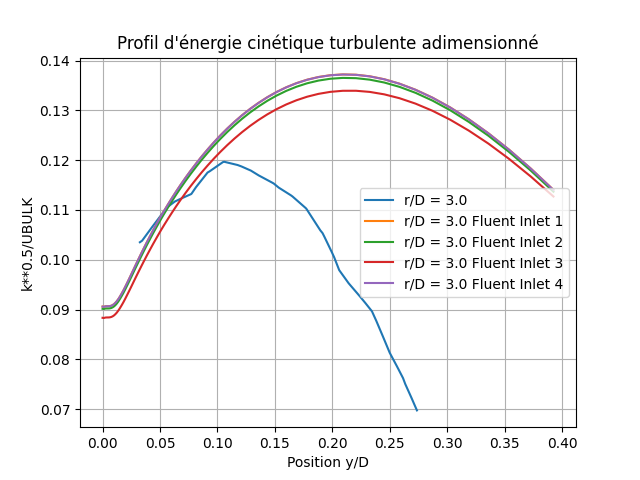 Profil d'énergie cinétique turbulente adimensionné
k**0.5/UBULK
0.14
0.13
0.12
0.11
0.10
0.09
0.08
0.07
r/D = 3.0
r/D = 3.0 Fluent Inlet 1
r/D = 3.0 Fluent Inlet 2
r/D = 3.0 Fluent Inlet 3
r/D = 3.0 Fluent Inlet 4
0.00 0.05 0.10 0.15 0.20 0.25 0.30 0.35 0.40
Position y/D